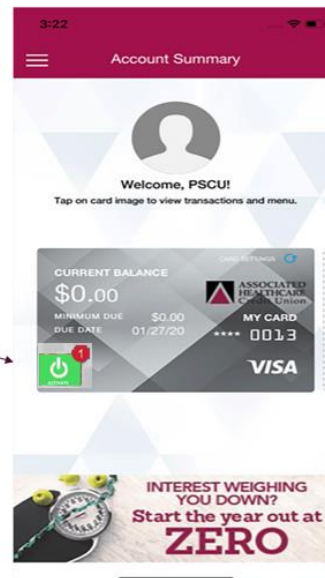 3:22
Account Summary
Welcome, PSCU!
Tap on card image to view transactions and menu.
CARD SETTINGS
CURRENT BALANCE
$0.00
ASSOCIATED
HEALTHCARE
Credit Union
MINIMUM DUE $0.00
MY CARD
DUE DATE 01/27/20
**** 0013
1
ACTIVATE
VISA
INTEREST WEIGHING
YOU DOWN?
Start the year out at
ZERO